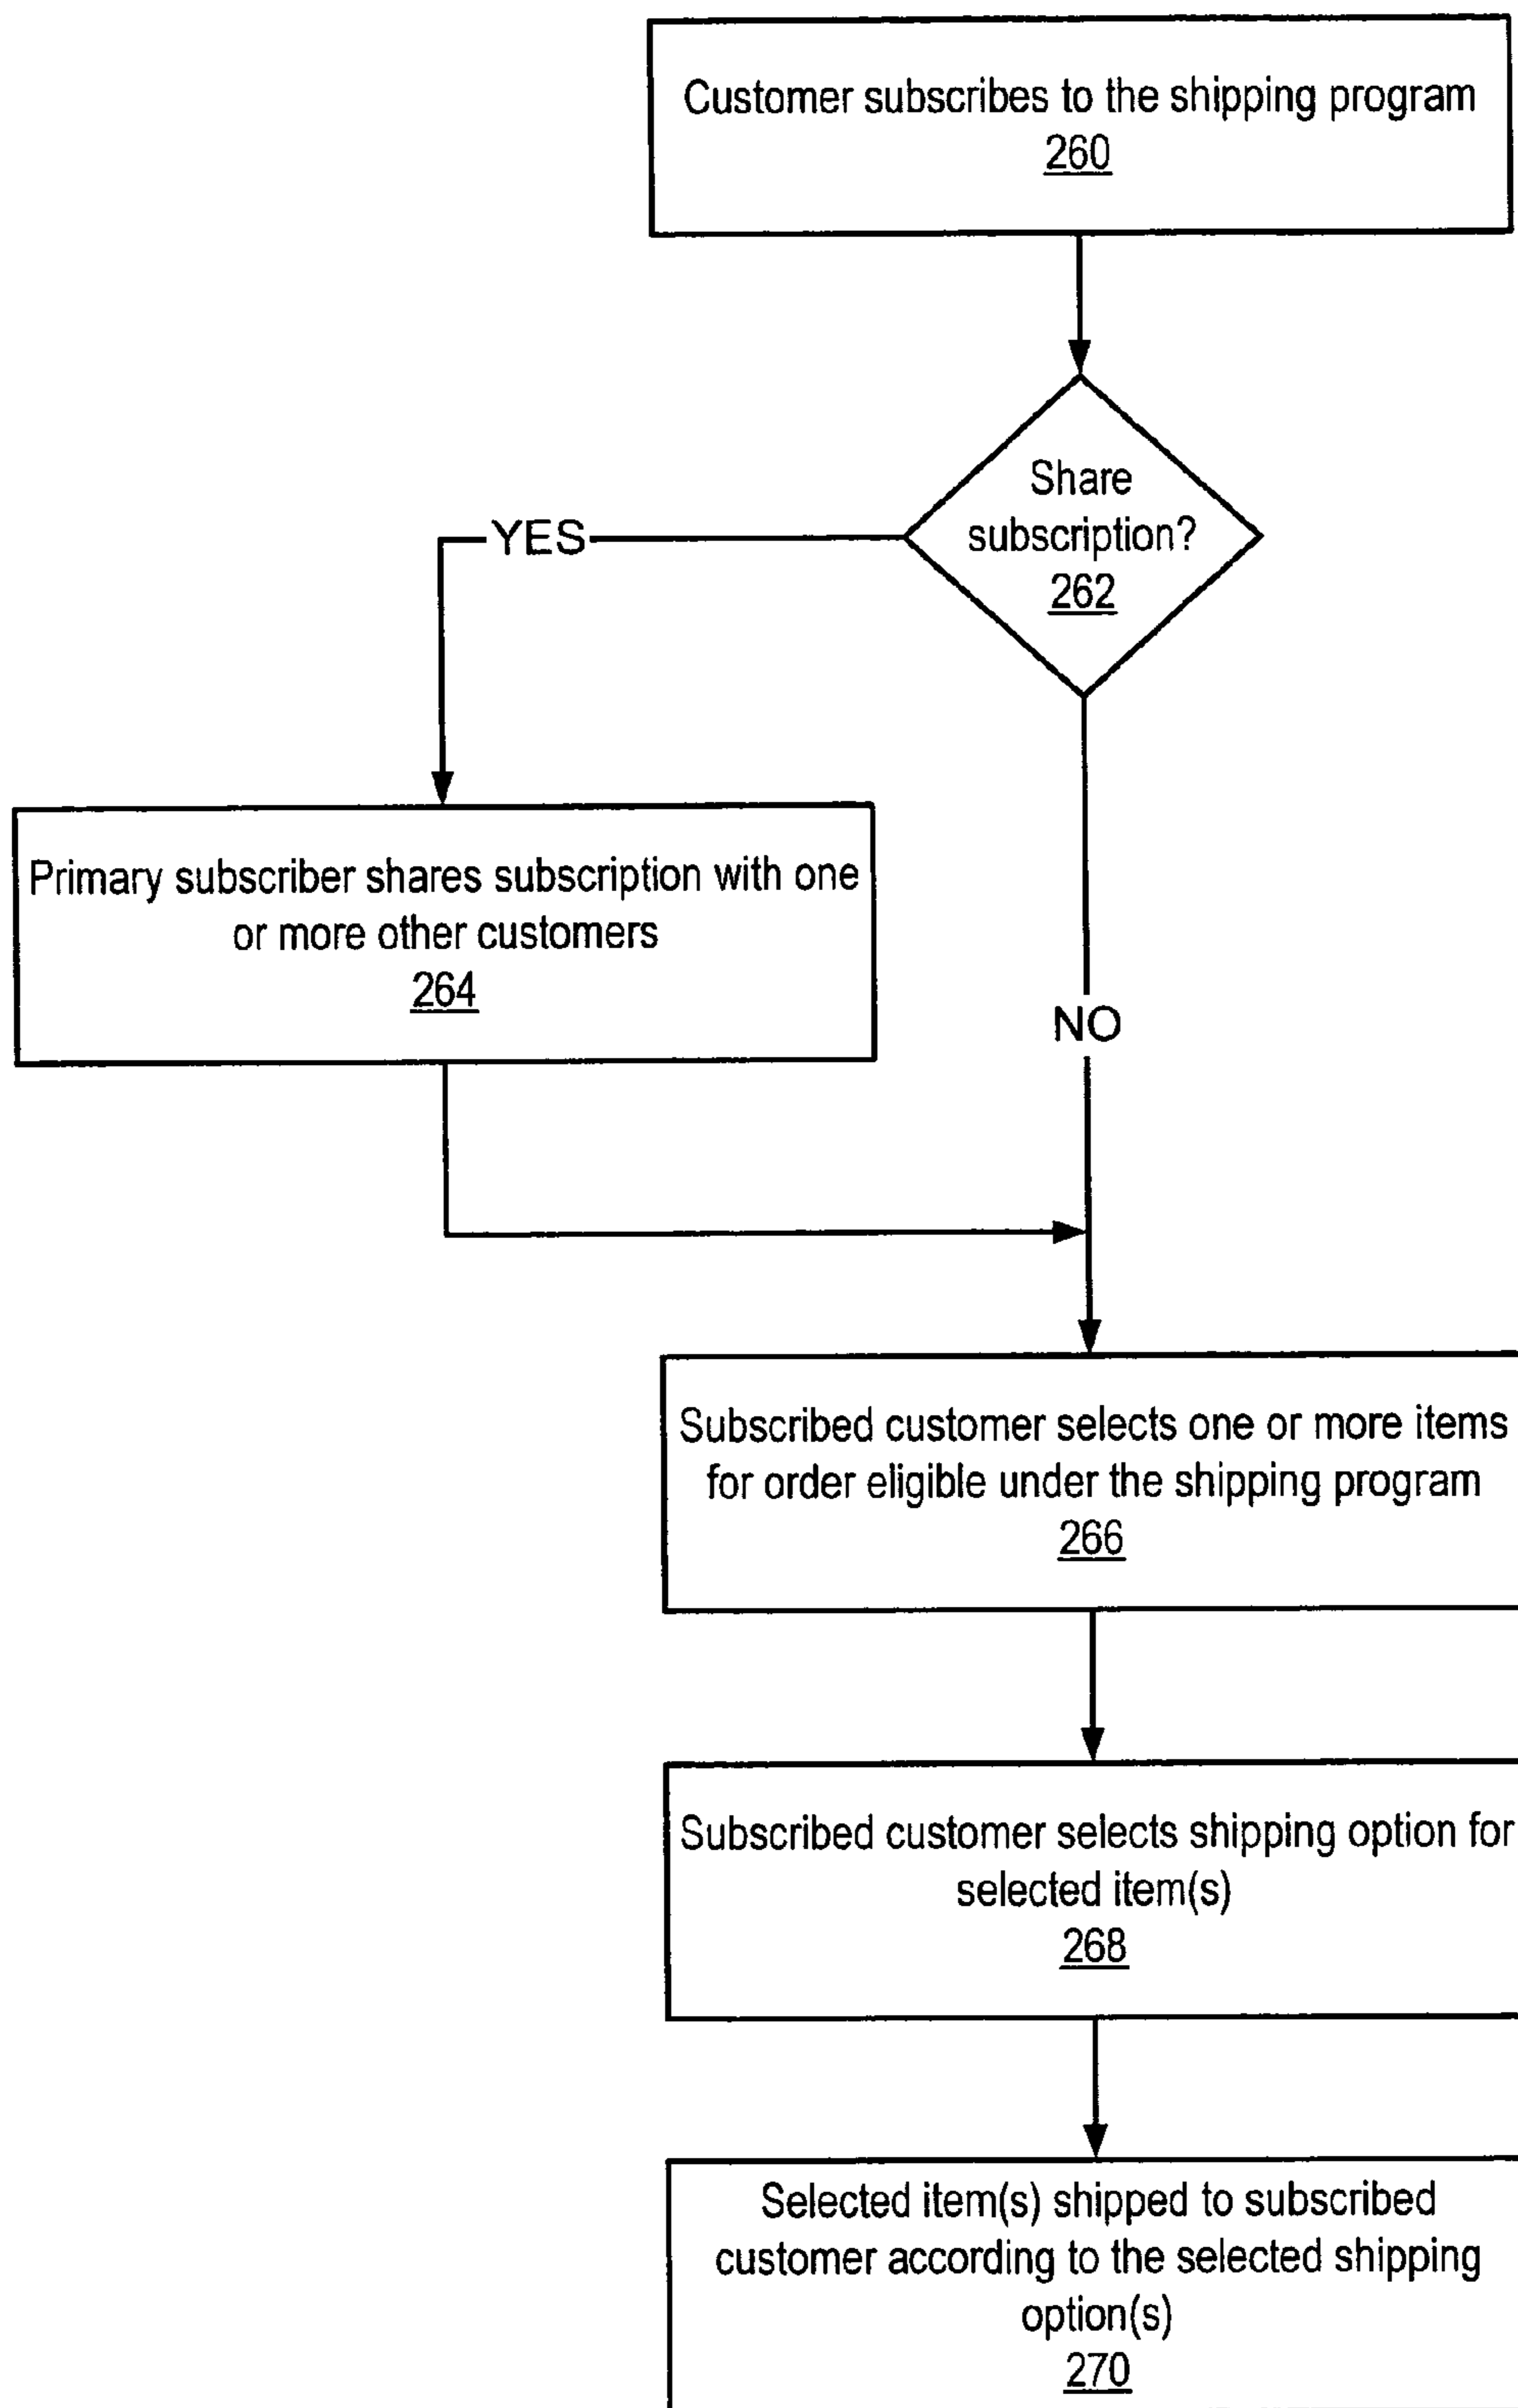 Customer subscribes to the shipping program
260
Share
subscription?
262
YES
Primary subscriber shares subscription with one
or more other customers
264
NO
Subscribed customer selects one or more items
for order eligible under the shipping program
266
Subscribed customer selects shipping option for
selected item(s)
268
Selected item(s) shipped to subscribed
customer according to the selected shipping
option(s)
270